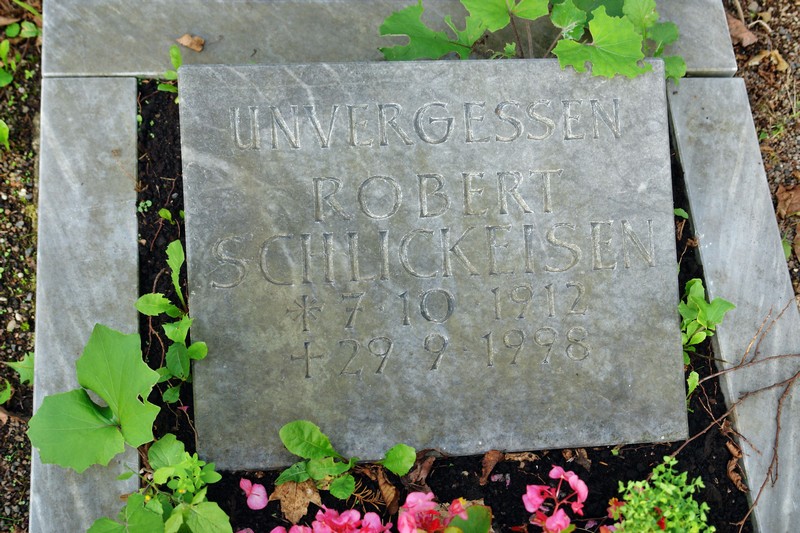 UNVERGESSEN
ROBERT
SCHLICKEISEN
* 7·10·1912
† 29·9·1998